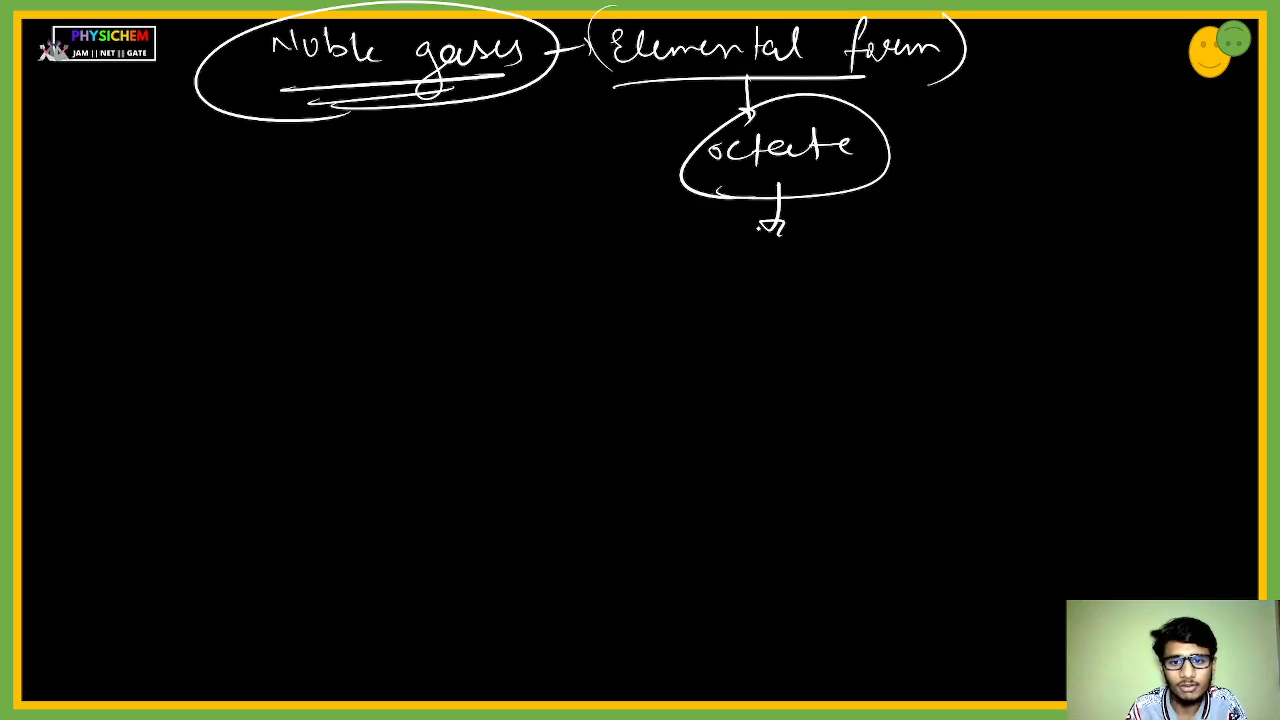 PHYSICHEM
JAM || NET || GATE
Noble gases - (Elemental form)
octate